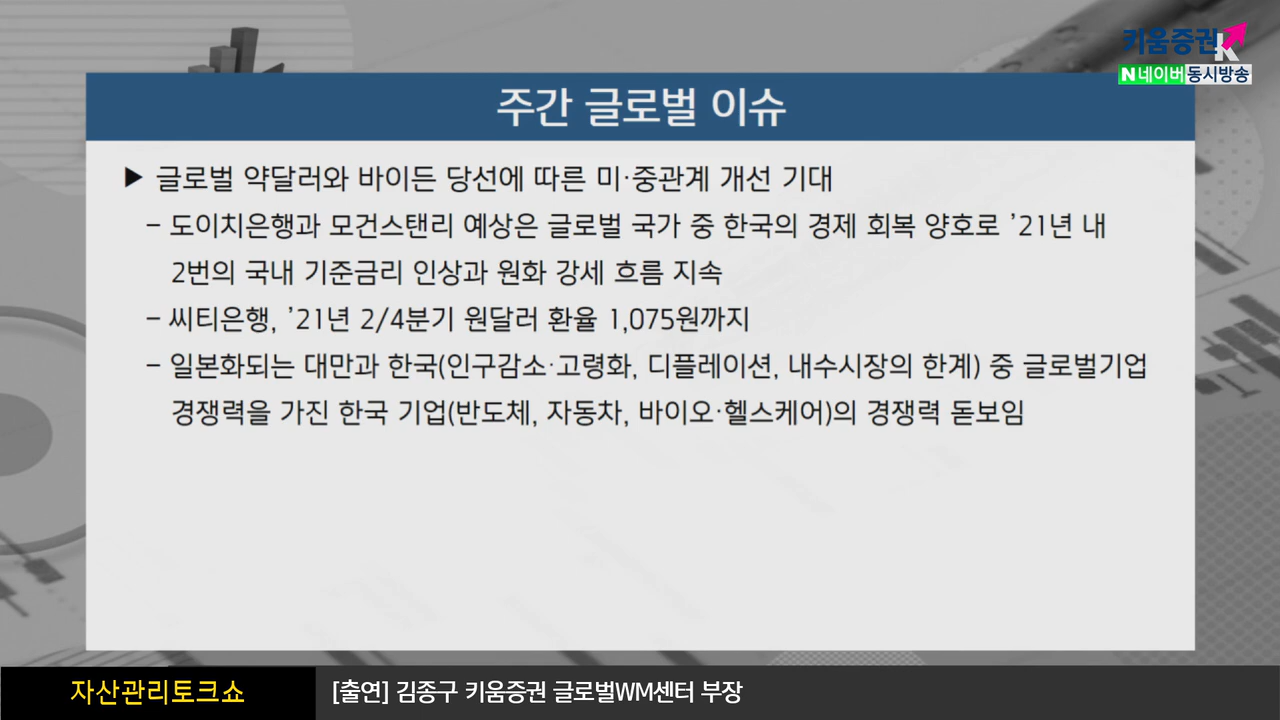 키움증권K
N 네이버 동시방송
주간 글로벌 이슈
▶ 글로벌 약달러와 바이든 당선에 따른 미·중관계 개선 기대
– 도이치은행과 모건스탠리 예상은 글로벌 국가 중 한국의 경제 회복 양호로 ’21년 내
2번의 국내 기준금리 인상과 원화 강세 흐름 지속
– 씨티은행, ’21년 2/4분기 원달러 환율 1,075원까지
– 일본화되는 대만과 한국(인구감소·고령화, 디플레이션, 내수시장의 한계) 중 글로벌기업
경쟁력을 가진 한국 기업(반도체, 자동차, 바이오·헬스케어)의 경쟁력 돋보임
자산관리토크쇼
[출연] 김종구 키움증권 글로벌WM센터 부장